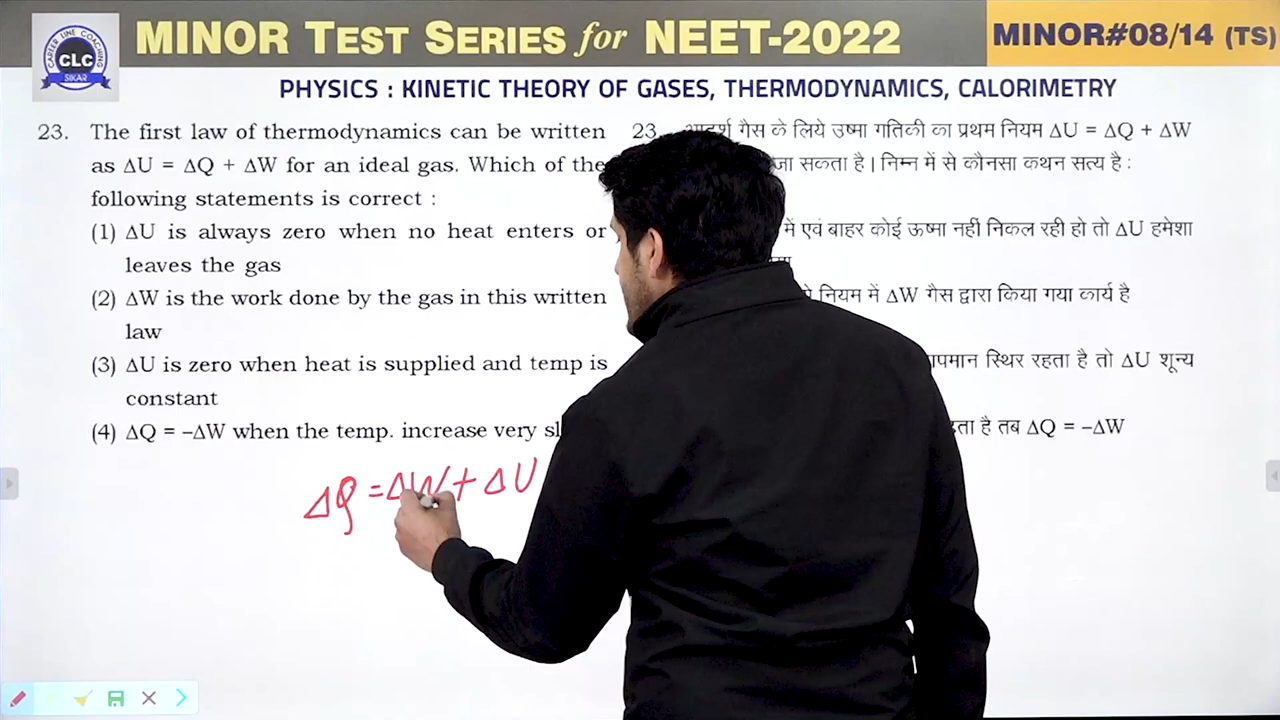 CAREER LINE COACHING
CLC
SIKAR
MINOR TEST SERIES for NEET-2022
MINOR#08/14 (TS)
PHYSICS : KINETIC THEORY OF GASES, THERMODYNAMICS, CALORIMETRY
23. The first law of thermodynamics can be written
as ΔU = ΔQ + ΔW for an ideal gas. Which of the
following statements is correct :
(1) ΔU is always zero when no heat enters or
leaves the gas
(2) ΔW is the work done by the gas in this written
law
(3) ΔU is zero when heat is supplied and temp is
constant
(4) ΔQ = –ΔW when the temp. increase very
ΔQ = ΔW + ΔU
23. आदर्श गैस के लिये उष्मा गतिकी का प्रथम नियम ΔU = ΔQ + ΔW
जा सकता है। निम्न में से कौनसा कथन सत्य है :
में एवं बाहर कोई ऊष्मा नहीं निकल रही हो तो ΔU हमेशा
नियम में ΔW गैस द्वारा किया गया कार्य है
स्थिर रहता है तो ΔU शून्य
है तब ΔQ = –ΔW